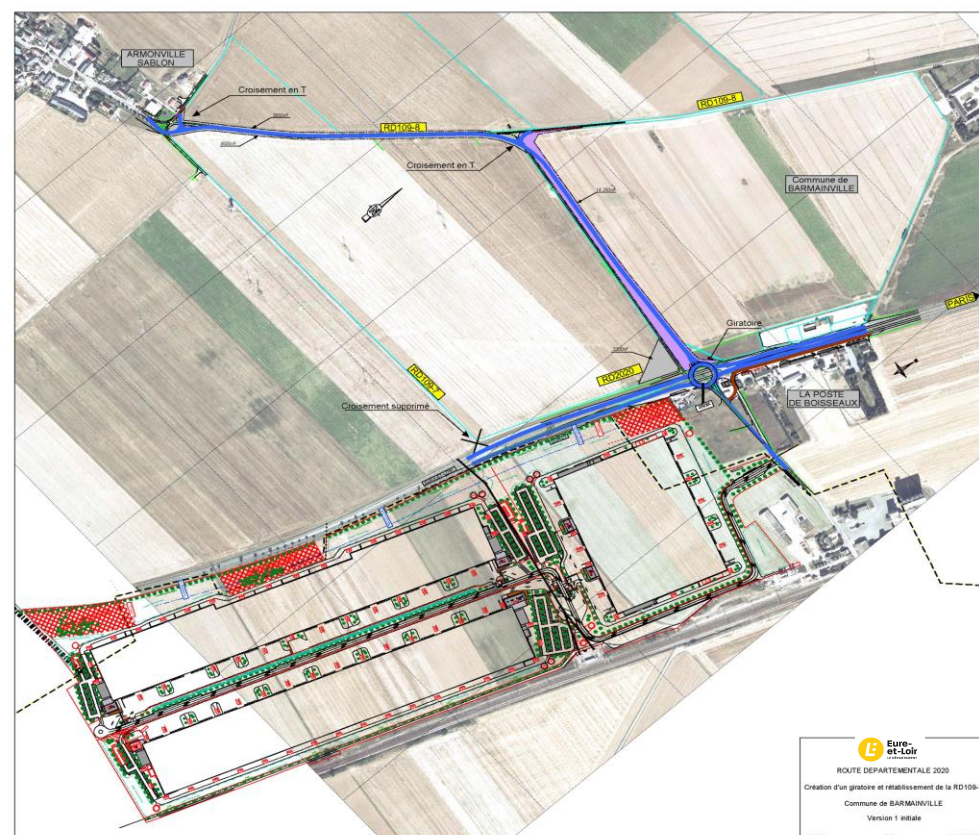 ARMONVILLE
SABLON
Croisement en T
RD109-8
RD109-8
Croisement en T
Commune de
BARMAINVILLE
PARIS
Giratoire
RD2020
RD109-7
LA POSTE
DE BOISSEAUX
Croisement supprimé
Eure-
et-Loir
LE DÉPARTEMENT
ROUTE DEPARTEMENTALE 2020
Création d'un giratoire et rétablissement de la RD109-
Commune de BARMAINVILLE
Version 1 initiale